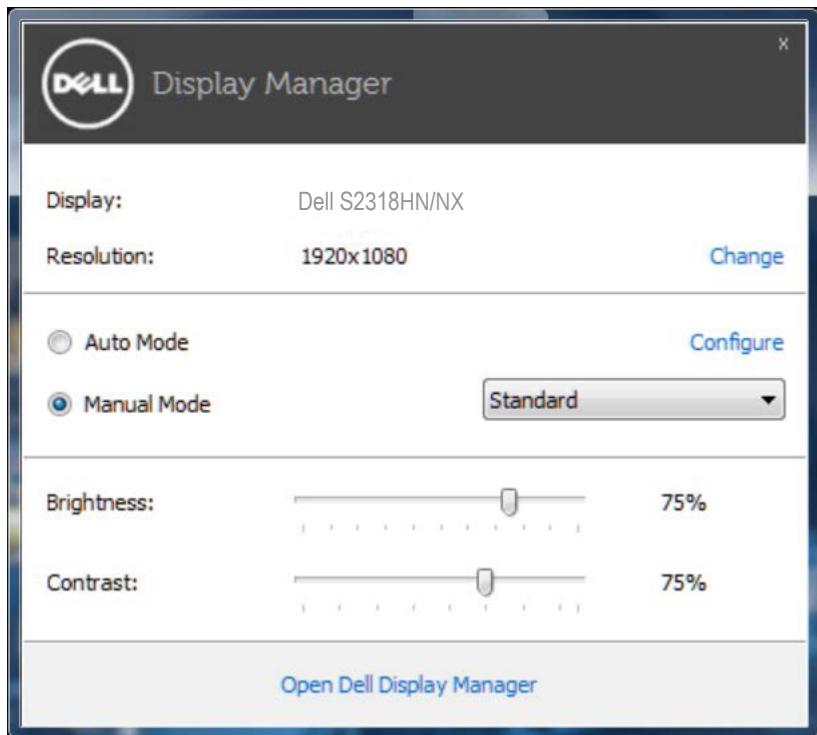 DELL Display Manager x
Display: Dell S2318HN/NX
Resolution: 1920x1080 Change
Auto Mode Configure
Manual Mode Standard
Brightness: 75%
Contrast: 75%
Open Dell Display Manager